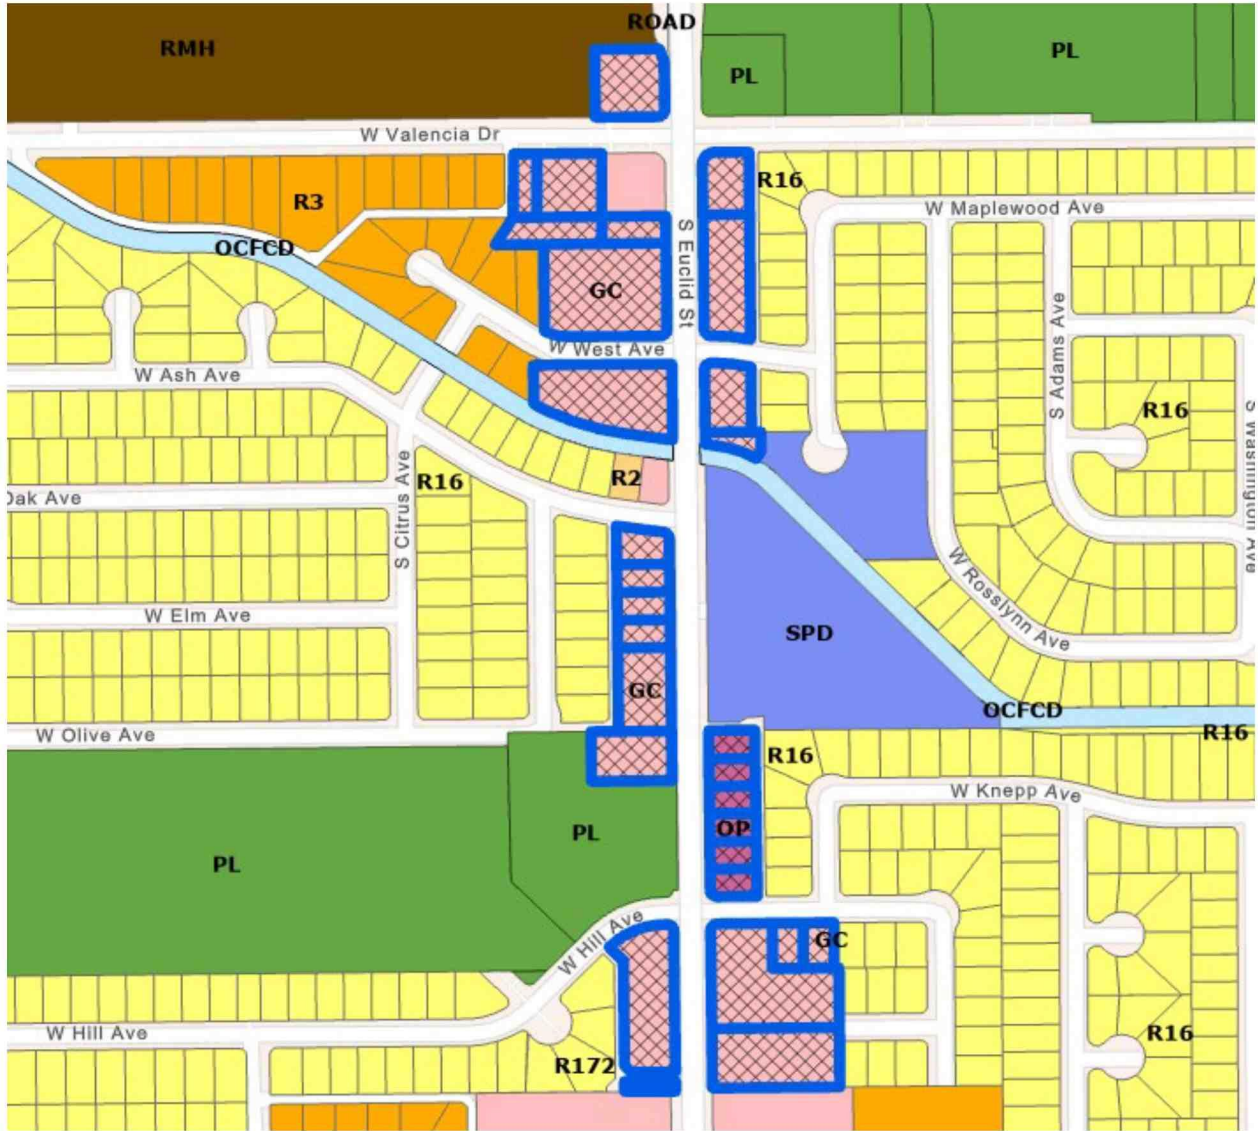 ROAD
RMH
PL
PL
W Valencia Dr
R16
R3
W Maplewood Ave
OCFCD
S Euclid St
GC
W West Ave
W Ash Ave
S Adams Ave
R16
S Washington Ave
R2
R16
Oak Ave
S Citrus Ave
W Rosslynn Ave
W Elm Ave
SPD
GC
OCFCD
W Olive Ave
R16
R16
W Knepp Ave
OP
PL
PL
W Hill Ave
GC
W Hill Ave
R16
R172